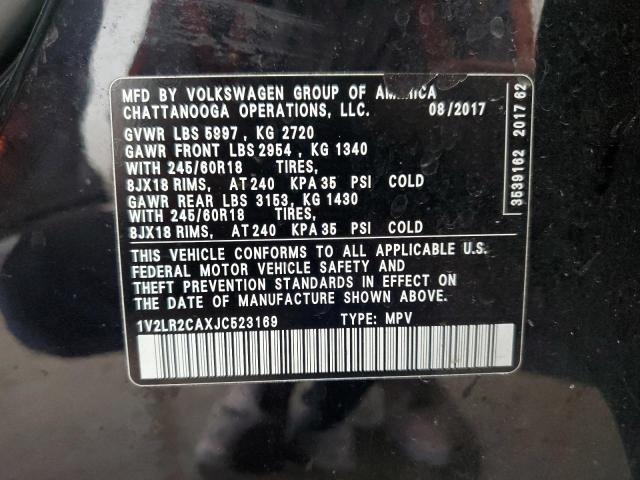 MFD BY VOLKSWAGEN GROUP OF AMERICA
CHATTANOOGA OPERATIONS, LLC. 08/2017
GVWR LBS 5997, KG 2720
GAWR FRONT LBS 2954, KG 1340
WITH 245/60R18 TIRES,
8JX18 RIMS, AT 240 KPA 35 PSI COLD
GAWR REAR LBS 3153, KG 1430
WITH 245/60R18 TIRES,
8JX18 RIMS, AT 240 KPA 35 PSI COLD
THIS VEHICLE CONFORMS TO ALL APPLICABLE U.S.
FEDERAL MOTOR VEHICLE SAFETY AND
THEFT PREVENTION STANDARDS IN EFFECT ON
THE DATE OF MANUFACTURE SHOWN ABOVE.
1V2LR2CAXJC523169 TYPE: MPV
3539162 2017 62